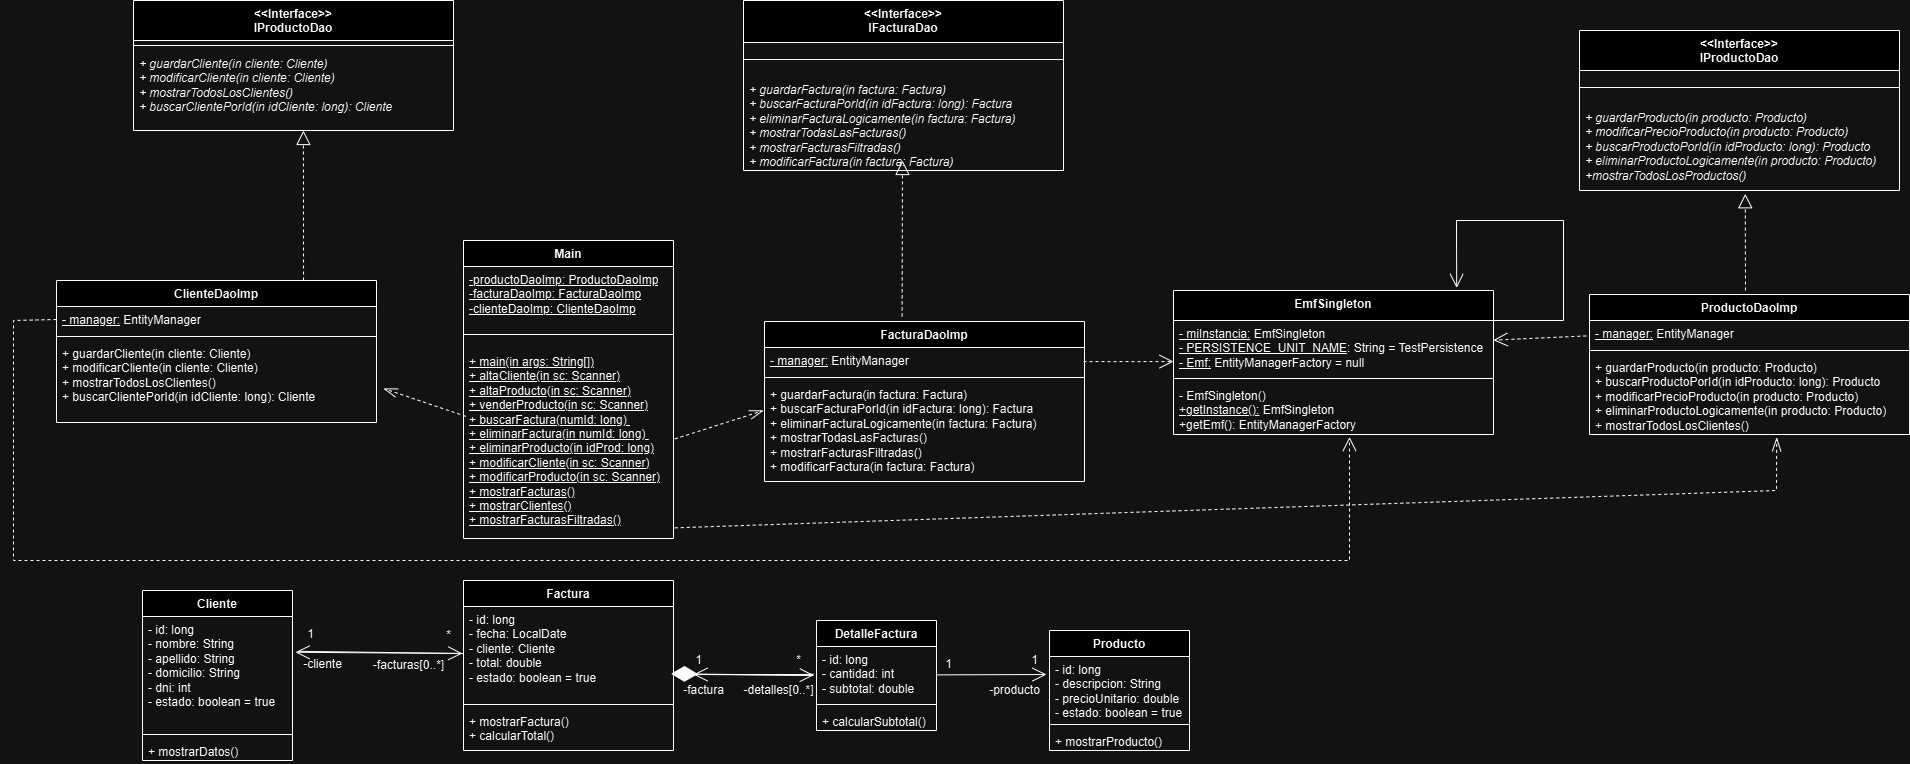 <<Interface>>
IProductoDao
+ guardarCliente(in cliente: Cliente)
+ modificarCliente(in cliente: Cliente)
+ mostrarTodosLosClientes()
+ buscarClientePorId(in idCliente: long): Cliente
<<Interface>>
IFacturaDao
+ guardarFactura(in factura: Factura)
+ buscarFacturaPorId(in idFactura: long): Factura
+ eliminarFacturaLogicamente(in factura: Factura)
+ mostrarTodasLasFacturas()
+ mostrarFacturasFiltradas()
+ modificarFactura(in factura: Factura)
<<Interface>>
IProductoDao
+ guardarProducto(in producto: Producto)
+ modificarPrecioProducto(in producto: Producto)
+ buscarProductoPorId(in idProducto: long): Producto
+ eliminarProductoLogicamente(in producto: Producto)
+mostrarTodosLosProductos()
ClienteDaoImp
- manager: EntityManager
+ guardarCliente(in cliente: Cliente)
+ modificarCliente(in cliente: Cliente)
+ mostrarTodosLosClientes()
+ buscarClientePorId(in idCliente: long): Cliente
Main
-productoDaoImp: ProductoDaoImp
-facturaDaoImp: FacturaDaoImp
-clienteDaoImp: ClienteDaoImp
+ main(in args: String[])
+ altaCliente(in sc: Scanner)
+ altaProducto(in sc: Scanner)
+ venderProducto(in sc: Scanner)
+ buscarFactura(numId: long)
+ eliminarFactura(in numId: long)
+ eliminarProducto(in idProd: long)
+ modificarCliente(in sc: Scanner)
+ modificarProducto(in sc: Scanner)
+ mostrarFacturas()
+ mostrarClientes()
+ mostrarFacturasFiltradas()
FacturaDaoImp
- manager: EntityManager
+ guardarFactura(in factura: Factura)
+ buscarFacturaPorId(in idFactura: long): Factura
+ eliminarFacturaLogicamente(in factura: Factura)
+ mostrarTodasLasFacturas()
+ mostrarFacturasFiltradas()
+ modificarFactura(in factura: Factura)
EmfSingleton
- miInstancia: EmfSingleton
- PERSISTENCE_UNIT_NAME: String = TestPersistence
- Emf: EntityManagerFactory = null
- EmfSingleton()
+getInstance(): EmfSingleton
+getEmf(): EntityManagerFactory
ProductoDaoImp
- manager: EntityManager
+ guardarProducto(in producto: Producto)
+ buscarProductoPorId(in idProducto: long): Producto
+ modificarPrecioProducto(in producto: Producto)
+ eliminarProductoLogicamente(in producto: Producto)
+ mostrarTodosLosClientes()
Cliente
- id: long
- nombre: String
- apellido: String
- domicilio: String
- dni: int
- estado: boolean = true
+ mostrarDatos()
1
*
-cliente
-facturas[0..*]
Factura
- id: long
- fecha: LocalDate
- cliente: Cliente
- total: double
- estado: boolean = true
+ mostrarFactura()
+ calcularTotal()
1
*
-factura
-detalles[0..*]
DetalleFactura
- id: long
- cantidad: int
- subtotal: double
+ calcularSubtotal()
1
1
-producto
Producto
- id: long
- descripcion: String
- precioUnitario: double
- estado: boolean = true
+ mostrarProducto()